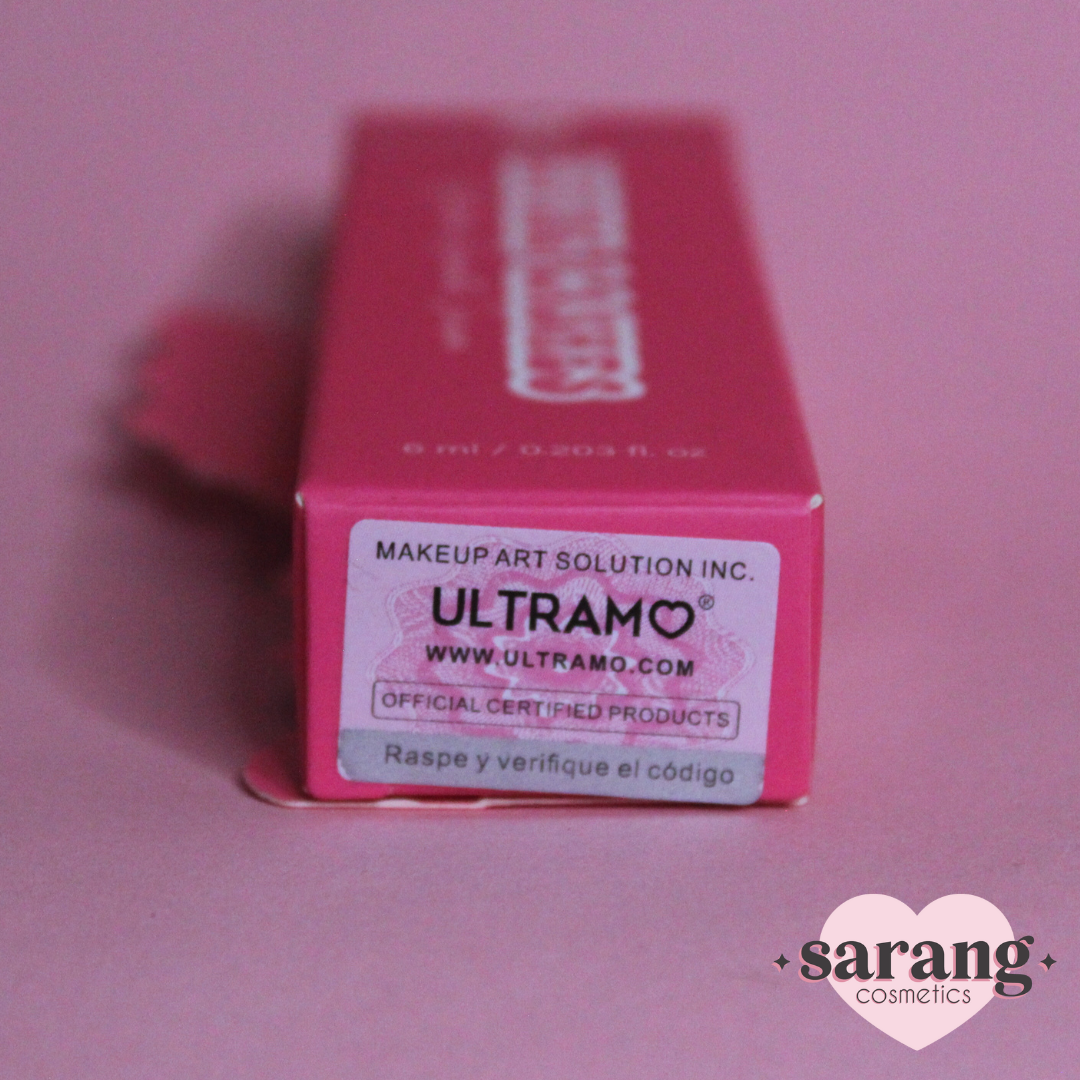 6 ml / 0.203 fl. oz
MAKEUP ART SOLUTION INC.
ULTRAMO®
WWW.ULTRAMO.COM
OFFICIAL CERTIFIED PRODUCTS
Raspe y verifique el código
sarang
cosmetics